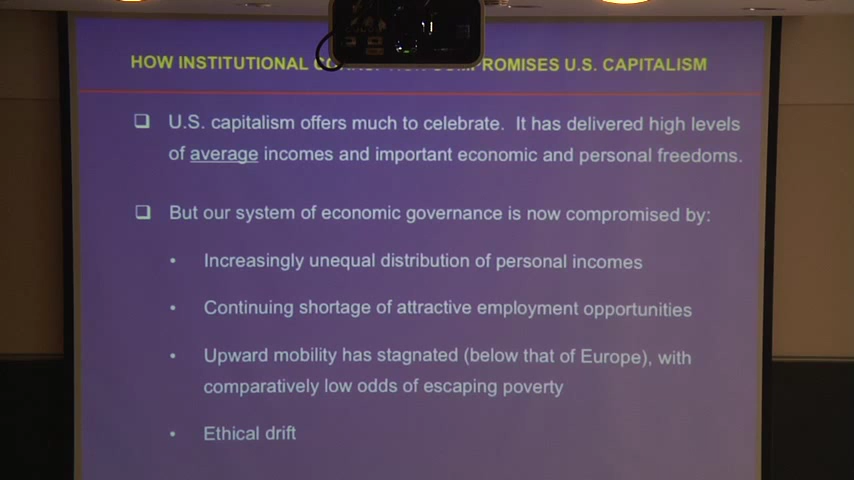 HOW INSTITUTIONAL COMPROMISES U.S. CAPITALISM
U.S. capitalism offers much to celebrate. It has delivered high levels
of average incomes and important economic and personal freedoms.
But our system of economic governance is now compromised by:
• Increasingly unequal distribution of personal incomes
• Continuing shortage of attractive employment opportunities
• Upward mobility has stagnated (below that of Europe), with
comparatively low odds of escaping poverty
• Ethical drift